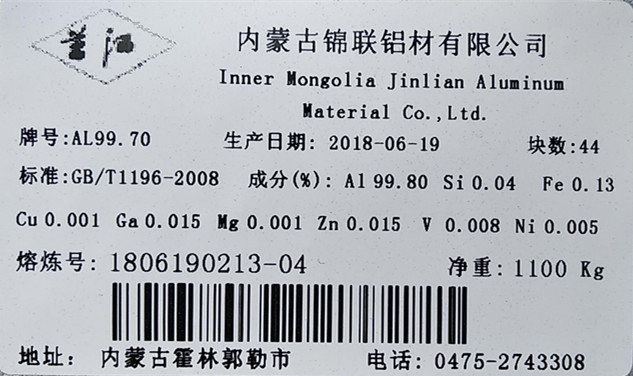 内蒙古锦联铝材有限公司
Inner Mongolia Jinlian Aluminum
Material Co.,Ltd.
牌号:AL99.70 生产日期: 2018-06-19 块数:44
标准:GB/T1196-2008 成分(%): Al 99.80 Si 0.04 Fe 0.13
Cu 0.001 Ga 0.015 Mg 0.001 Zn 0.015 V 0.008 Ni 0.005
熔炼号: 1806190213-04 净重: 1100 Kg
地址: 内蒙古霍林郭勒市 电话: 0475-2743308